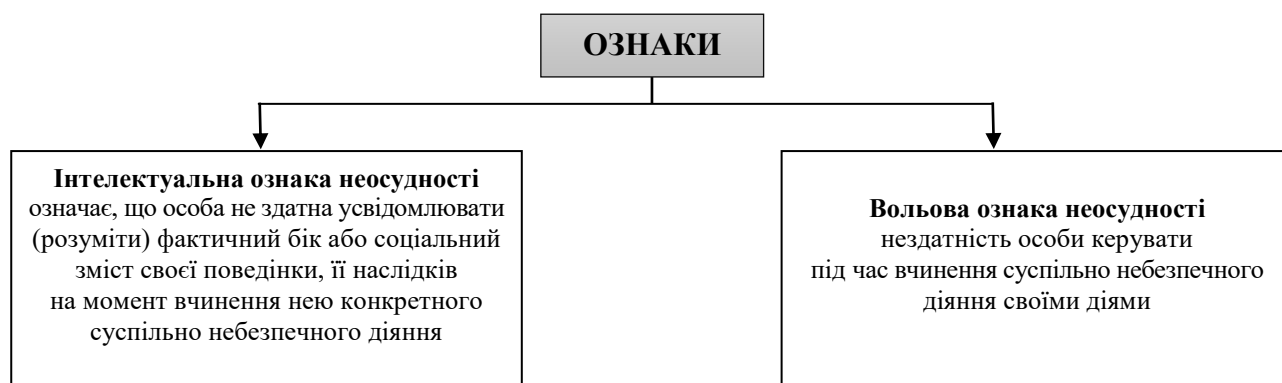 ОЗНАКИ
Інтелектуальна ознака неосудності
означає, що особа не здатна усвідомлювати
(розуміти) фактичний бік або соціальний
зміст своєї поведінки, її наслідків
на момент вчинення нею конкретного
суспільно небезпечного діяння
Вольова ознака неосудності
нездатність особи керувати
під час вчинення суспільно небезпечного
діяння своїми діями